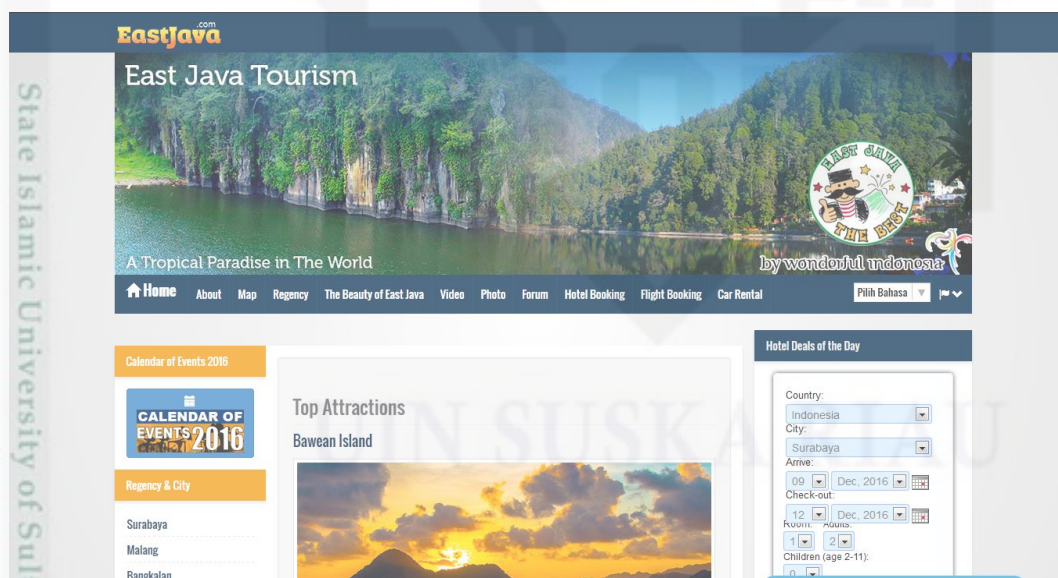 EastJava
.com
East Java Tourism
EAST JAVA
THE BEST
A Tropical Paradise in The World
by wonderful indonesia
Home About Map Regency The Beauty of East Java Video Photo Forum Hotel Booking Flight Booking Car Rental Pilih Bahasa
Calendar of Events 2016
CALENDAR OF
EVENTS 2016
Regency & City
Surabaya
Malang
Bangkalan
Top Attractions
Bawean Island
Hotel Deals of the Day
Country:
Indonesia
City:
Surabaya
Arrive:
09 Dec, 2016
Check-out:
12 Dec, 2016
Room: Adults:
1 2
Children (age 2-11):
0
State Islamic University of Sul
UIN SUSKA RIAU